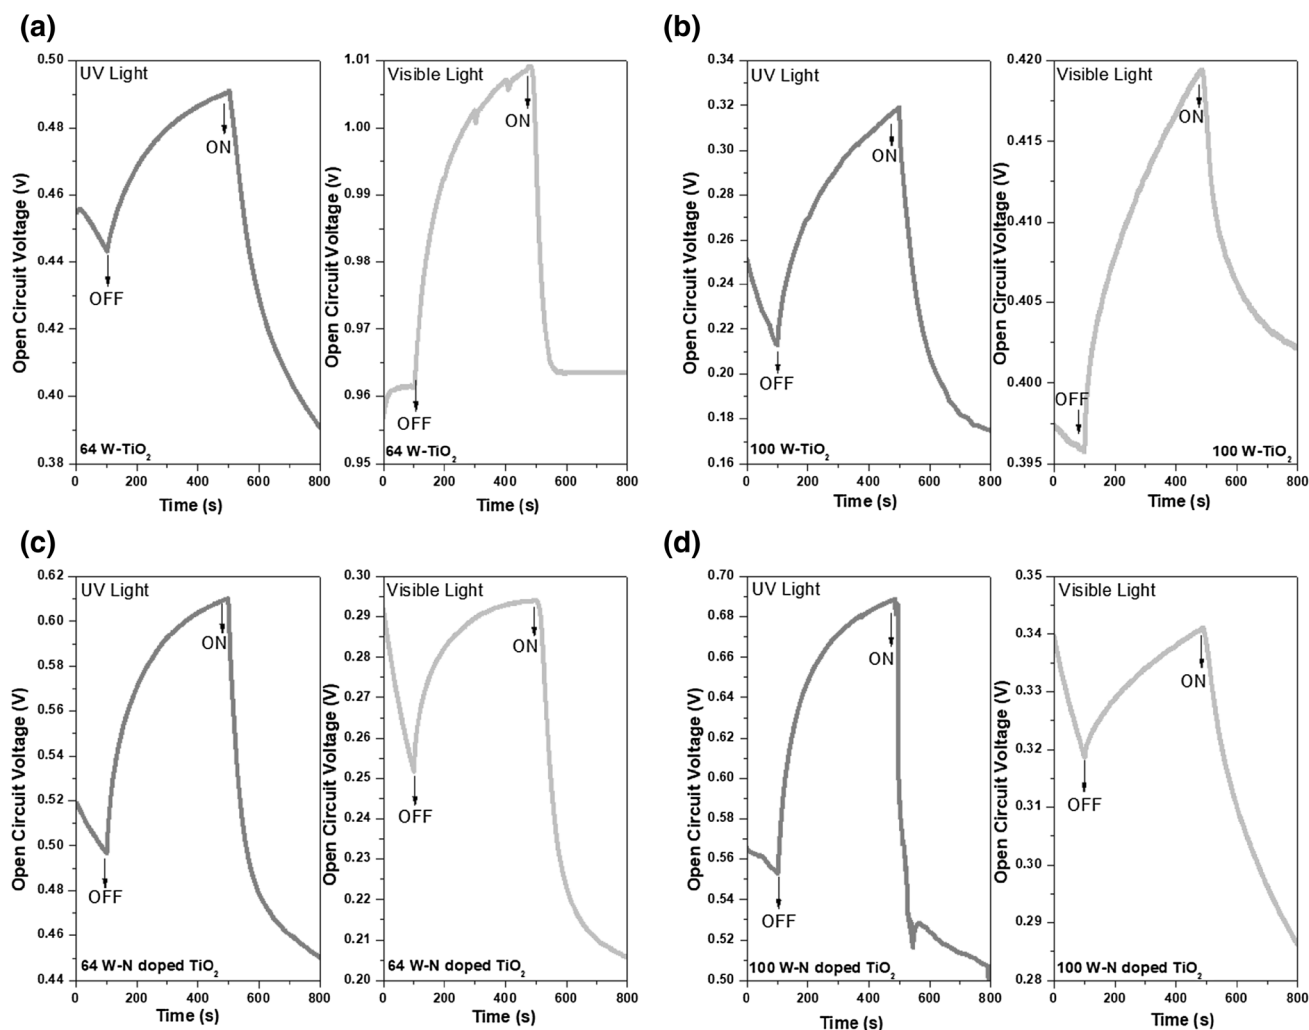 (a)
UV Light
Open Circuit Voltage (v)
0.50
0.48
0.46
0.44
0.42
0.40
0.38
ON
OFF
64 W-TiO₂
0 200 400 600 800
Time (s)
Visible Light
Open Circuit Voltage (v)
1.01
1.00
0.99
0.98
0.97
0.96
0.95
ON
OFF
64 W-TiO₂
0 200 400 600 800
Time (s)
(b)
UV Light
Open Circuit Voltage (V)
0.34
0.32
0.30
0.28
0.26
0.24
0.22
0.20
0.18
0.16
ON
OFF
100 W-TiO₂
0 200 400 600 800
Time (s)
Visible Light
Open Circuit Voltage (V)
0.420
0.415
0.410
0.405
0.400
0.395
ON
OFF
100 W-TiO₂
0 200 400 600 800
Time (s)
(c)
UV Light
Open Circuit Voltage (V)
0.62
0.60
0.58
0.56
0.54
0.52
0.50
0.48
0.46
0.44
ON
OFF
64 W-N doped TiO₂
0 200 400 600 800
Time (s)
Visible Light
Open Circuit Voltage (V)
0.30
0.29
0.28
0.27
0.26
0.25
0.24
0.23
0.22
0.21
0.20
ON
OFF
64 W-N doped TiO₂
0 200 400 600 800
Time (s)
(d)
UV Light
Open Circuit Voltage (V)
0.70
0.68
0.66
0.64
0.62
0.60
0.58
0.56
0.54
0.52
0.50
ON
OFF
100 W-N doped TiO₂
0 200 400 600 800
Time (s)
Visible Light
Open Circuit Voltage (V)
0.35
0.34
0.33
0.32
0.31
0.30
0.29
0.28
ON
OFF
100 W-N doped TiO₂
0 200 400 600 800
Time (s)